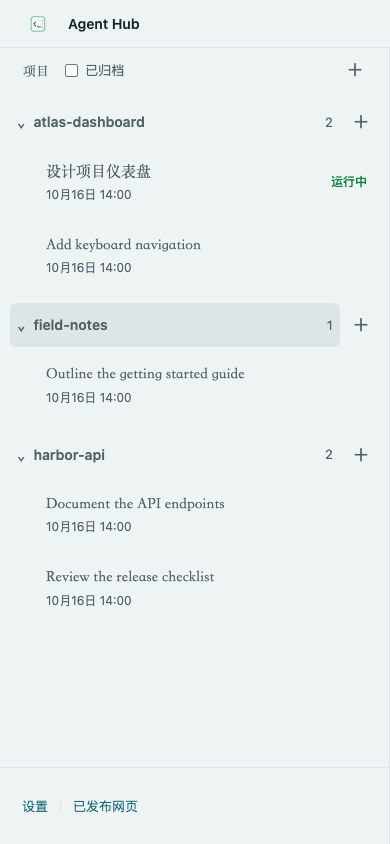 Agent Hub
项目 已归档
atlas-dashboard 2
设计项目仪表盘
运行中
10月16日 14:00
Add keyboard navigation
10月16日 14:00
field-notes 1
Outline the getting started guide
10月16日 14:00
harbor-api 2
Document the API endpoints
10月16日 14:00
Review the release checklist
10月16日 14:00
设置 已发布网页